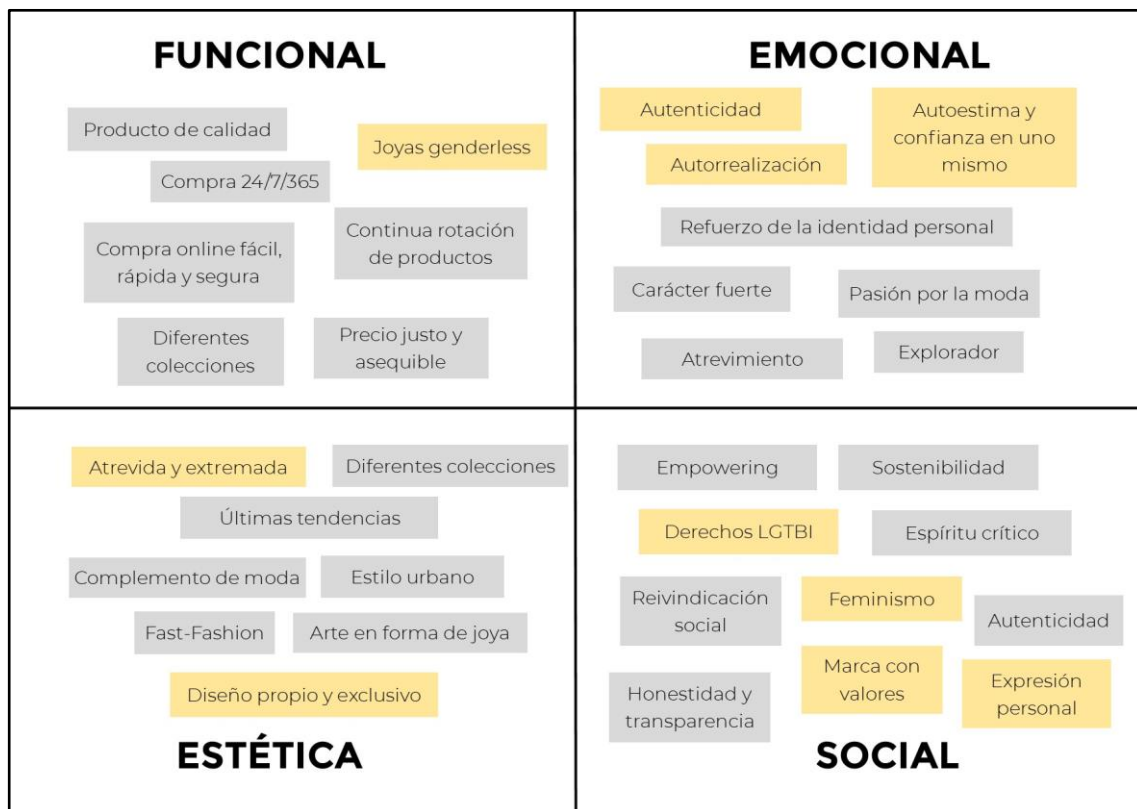 FUNCIONAL
Producto de calidad
Joyas genderless
Compra 24/7/365
Compra online fácil,
rápida y segura
Continua rotación
de productos
Diferentes
colecciones
Precio justo y
asequible
EMOCIONAL
Autenticidad
Autoestima y
confianza en uno
mismo
Autorrealización
Refuerzo de la identidad personal
Carácter fuerte
Pasión por la moda
Atrevimiento
Explorador
Atrevida y extremada
Diferentes colecciones
Últimas tendencias
Complemento de moda
Estilo urbano
Fast-Fashion
Arte en forma de joya
Diseño propio y exclusivo
ESTÉTICA
Empowering
Sostenibilidad
Derechos LGTBI
Espíritu crítico
Reivindicación
social
Feminismo
Autenticidad
Honestidad y
transparencia
Marca con
valores
Expresión
personal
SOCIAL